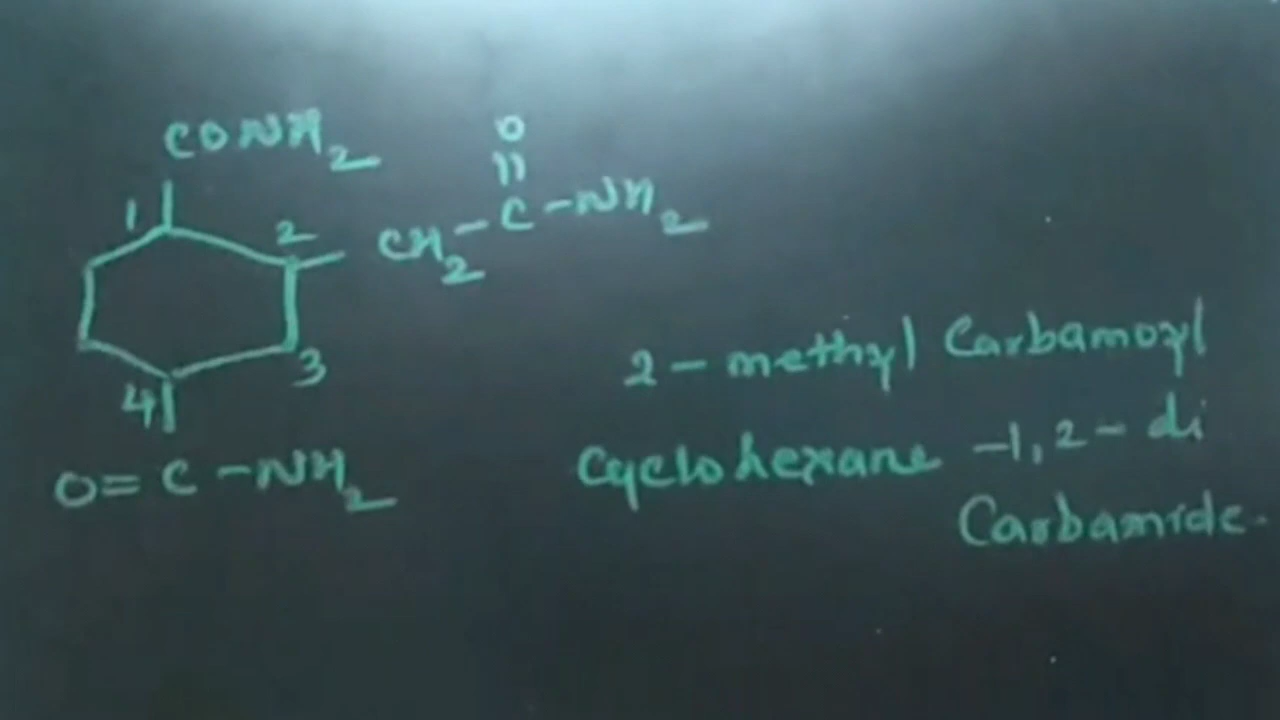 CONH2
O
1 2 CH2 - C - NH2
4 3
O = C - NH2
2 - methyl Carbamoyl
Cyclohexane -1,2- di
Carbamide.